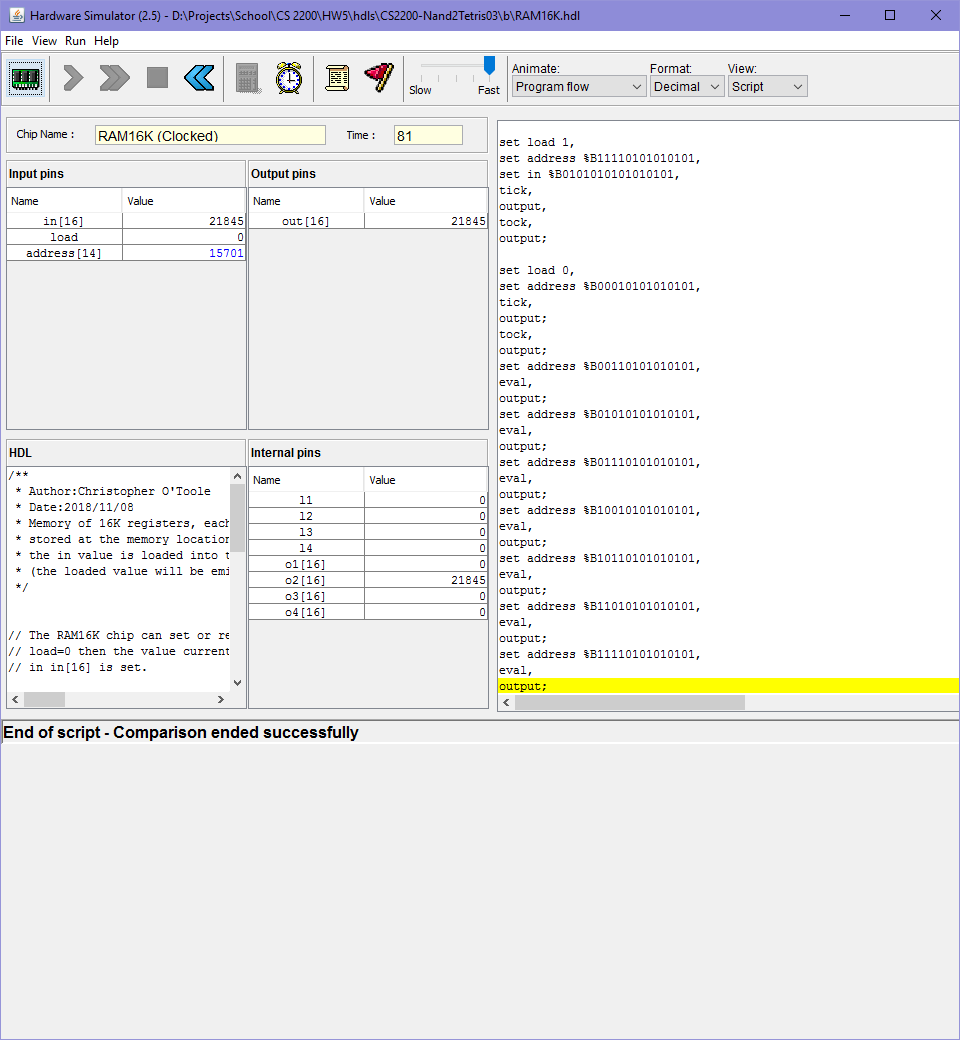 Hardware Simulator (2.5) - D:\Projects\School\CS 2200\HW5\hdls\CS2200-Nand2Tetris03\b\RAM16K.hdl
File View Run Help
Slow Fast
Animate: Format: View:
Program flow Decimal Script
Chip Name : RAM16K (Clocked) Time : 81
Input pins
Name Value
in[16] 21845
load 0
address[14] 15701
Output pins
Name Value
out[16] 21845
HDL
/**
* Author:Christopher O'Toole
* Date:2018/11/08
* Memory of 16K registers, each
* stored at the memory location
* the in value is loaded into t
* (the loaded value will be emi
*/
// The RAM16K chip can set or re
// load=0 then the value current
// in in[16] is set.
Internal pins
Name Value
l1 0
l2 0
l3 0
l4 0
o1[16] 0
o2[16] 21845
o3[16] 0
o4[16] 0
set load 1,
set address %B11110101010101,
set in %B0101010101010101,
tick,
output,
tock,
output;
set load 0,
set address %B00010101010101,
tick,
output;
tock,
output;
set address %B00110101010101,
eval,
output;
set address %B01010101010101,
eval,
output;
set address %B01110101010101,
eval,
output;
set address %B10010101010101,
eval,
output;
set address %B10110101010101,
eval,
output;
set address %B11010101010101,
eval,
output;
set address %B11110101010101,
eval,
output;
End of script - Comparison ended successfully